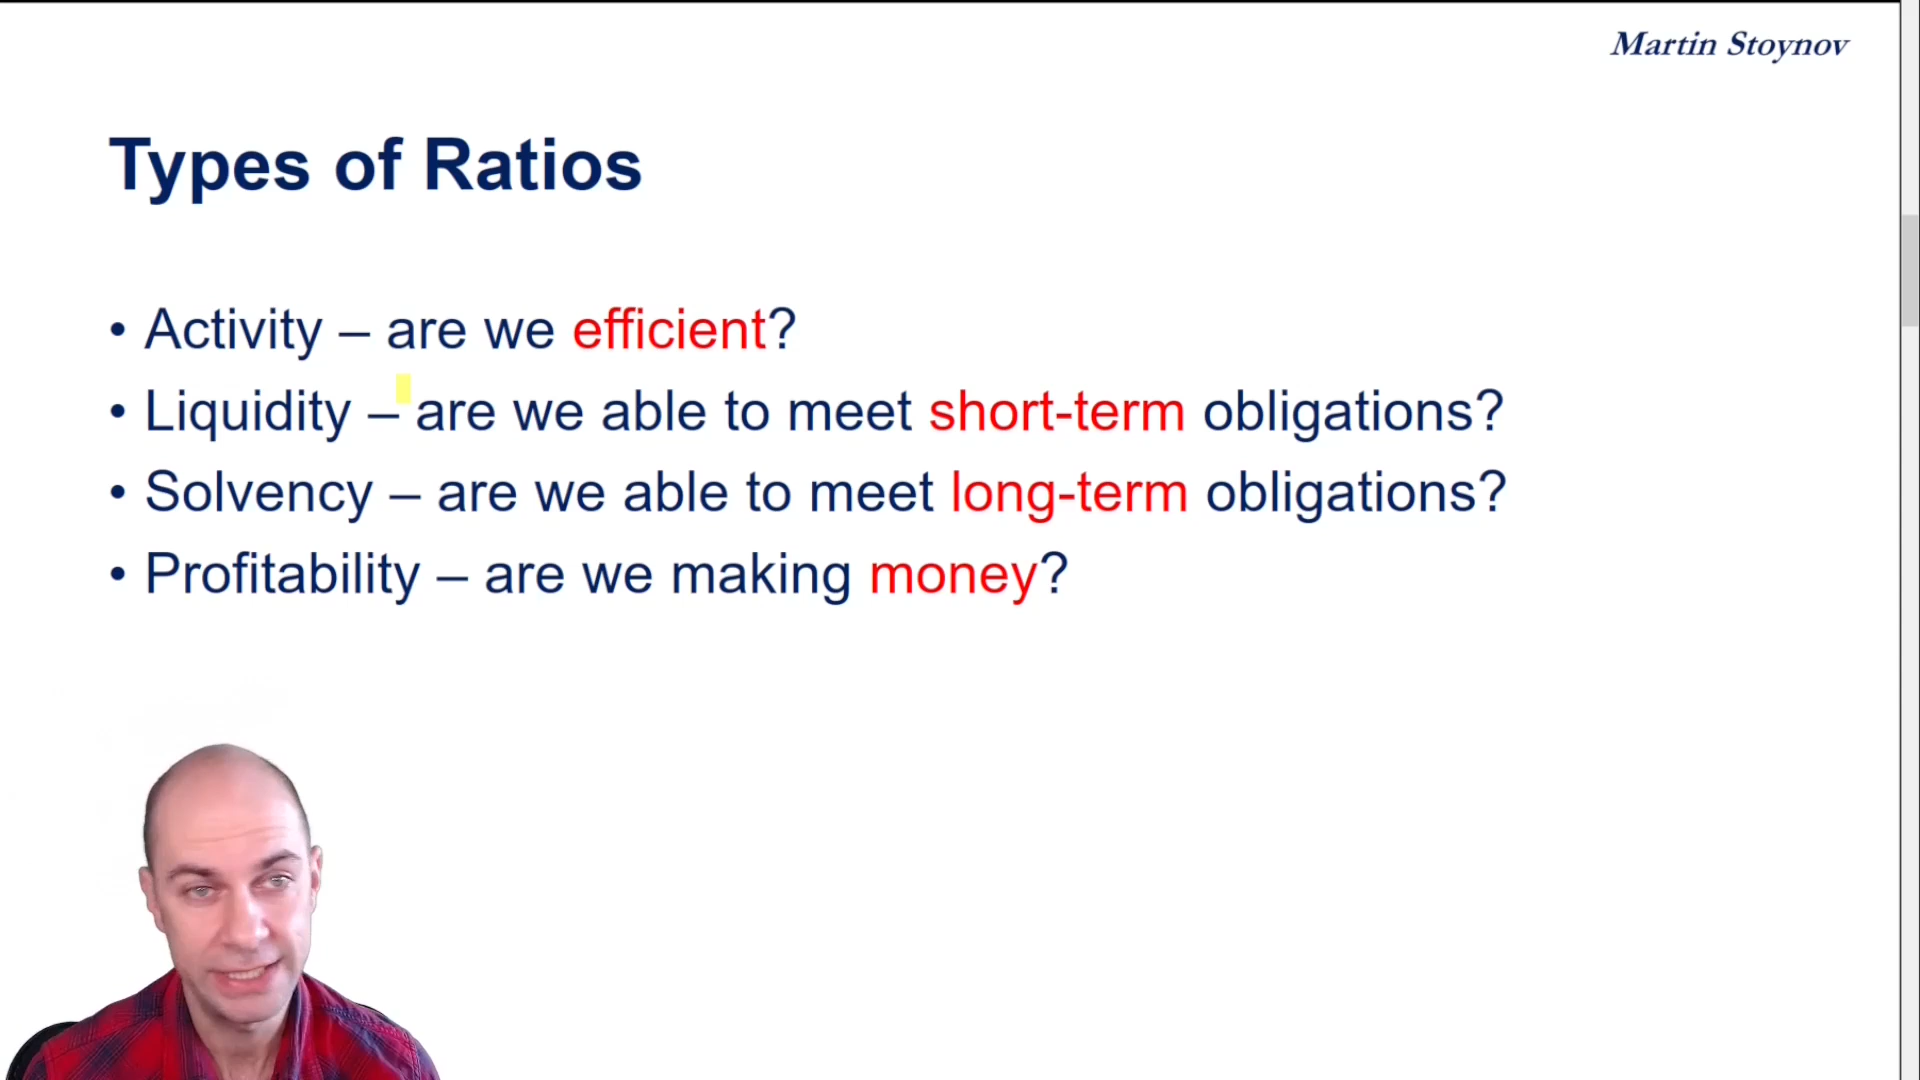 Martin Stoynov
Types of Ratios
• Activity – are we efficient?
• Liquidity – are we able to meet short-term obligations?
• Solvency – are we able to meet long-term obligations?
• Profitability – are we making money?